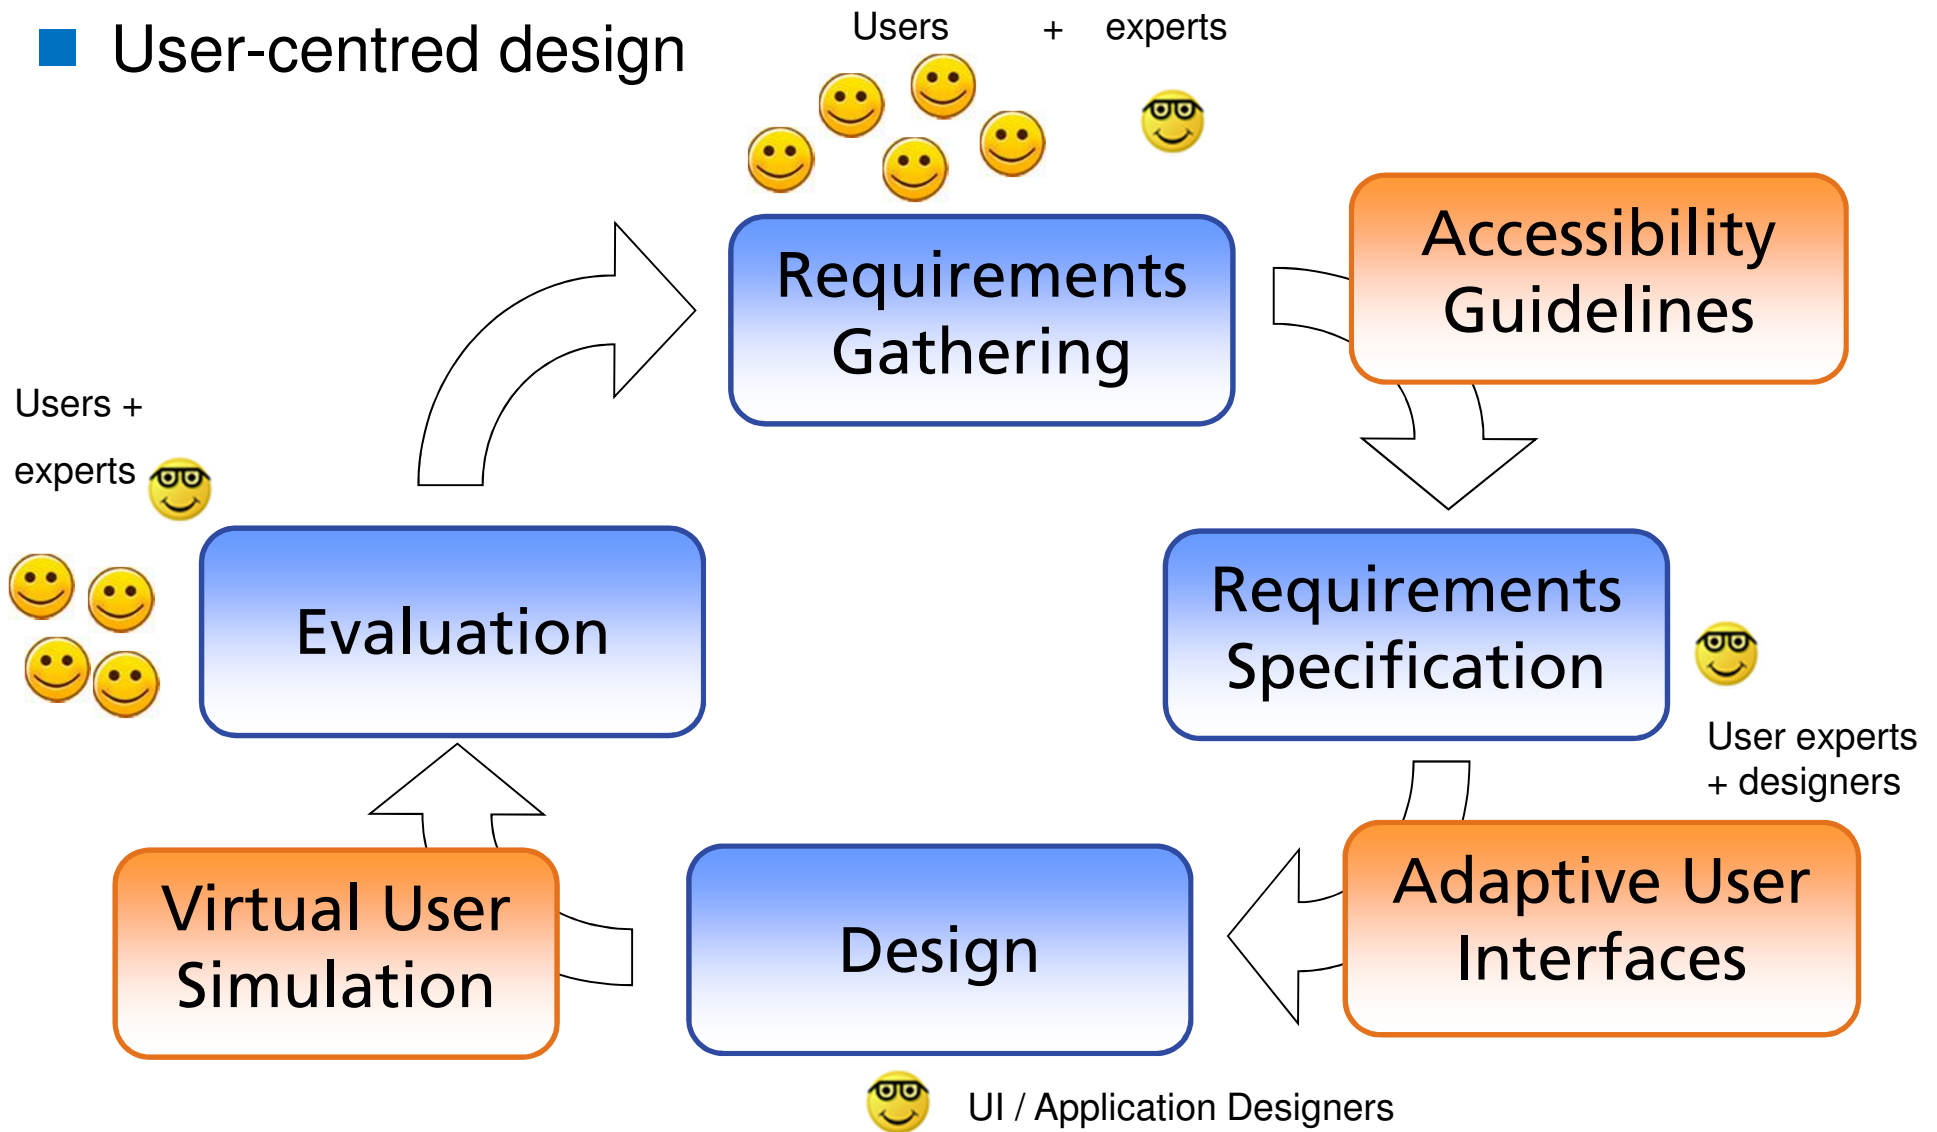 User-centred design
Users + experts
Requirements
Gathering
Accessibility
Guidelines
Users +
experts
Evaluation
Requirements
Specification
User experts
+ designers
Virtual User
Simulation
Design
Adaptive User
Interfaces
UI / Application Designers